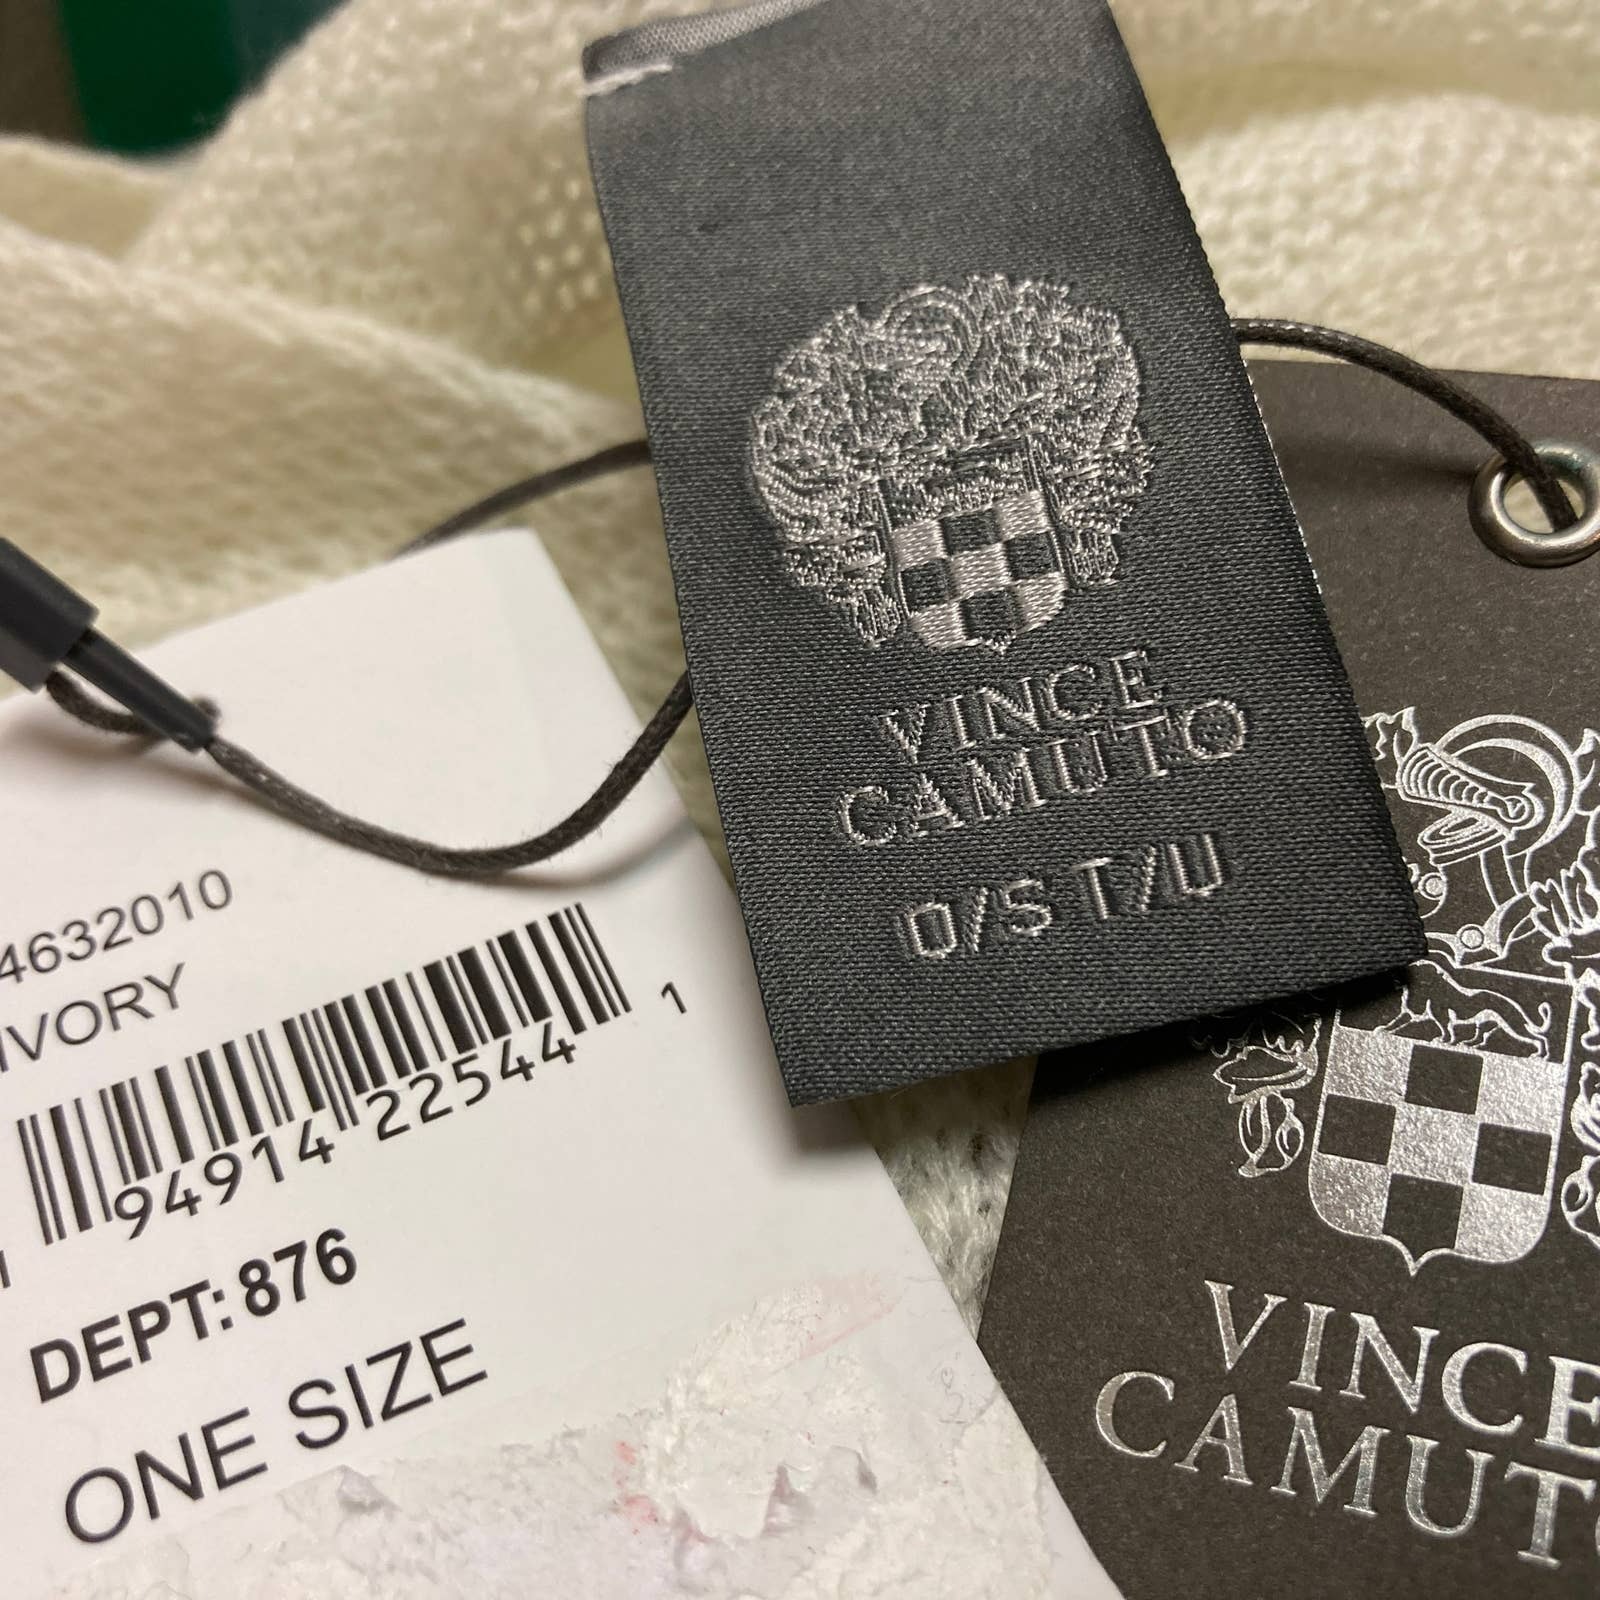 VINCE
CAMUTO
O/S T/U
4632010
IVORY
94914 22544 1
DEPT: 876
ONE SIZE
VINCE
CAMUTO